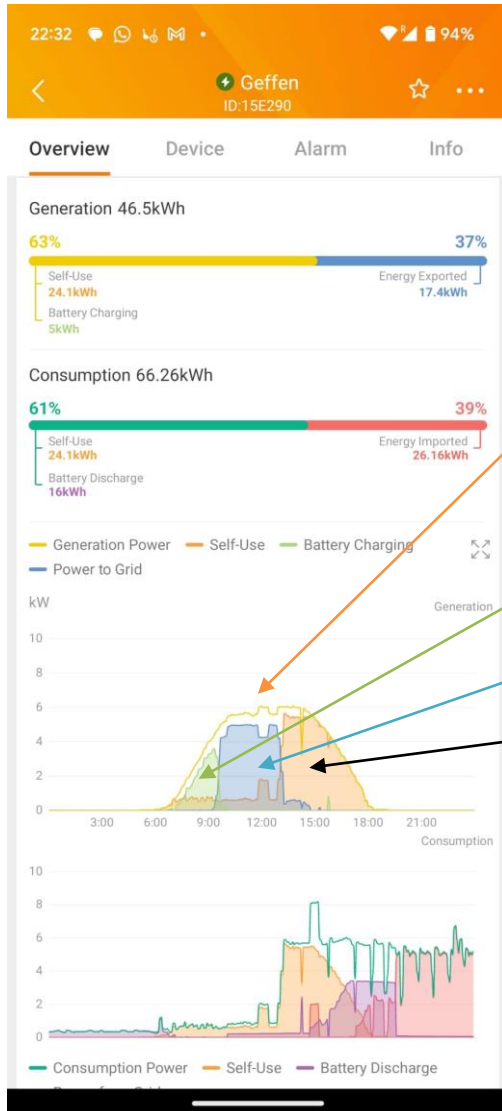 22:32 94%
Geffen
ID:15E290
Overview Device Alarm Info
Generation 46.5kWh
63% 37%
Self-Use Energy Exported
24.1kWh 17.4kWh
Battery Charging
5kWh
Consumption 66.26kWh
61% 39%
Self-Use Energy Imported
24.1kWh 26.16kWh
Battery Discharge
16kWh
Generation Power Self-Use Battery Charging
Power to Grid
kW Generation
10
8
6
4
2
0
3:00 6:00 9:00 12:00 15:00 18:00 21:00
Consumption
10
8
6
4
2
0
Consumption Power Self-Use Battery Discharge